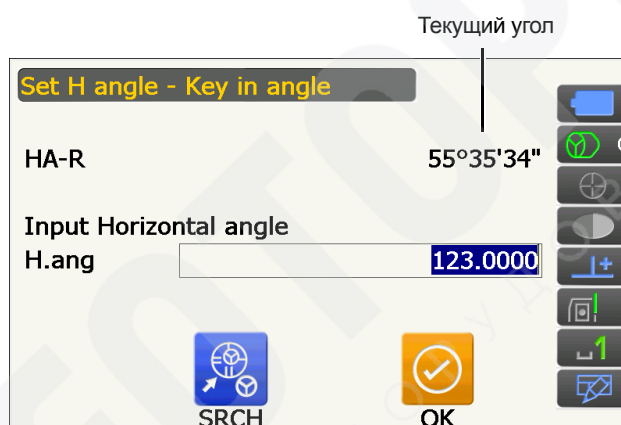 Текущий угол
Set H angle - Key in angle
HA-R 55°35'34"
Input Horizontal angle
H.ang 123.0000
SRCH OK